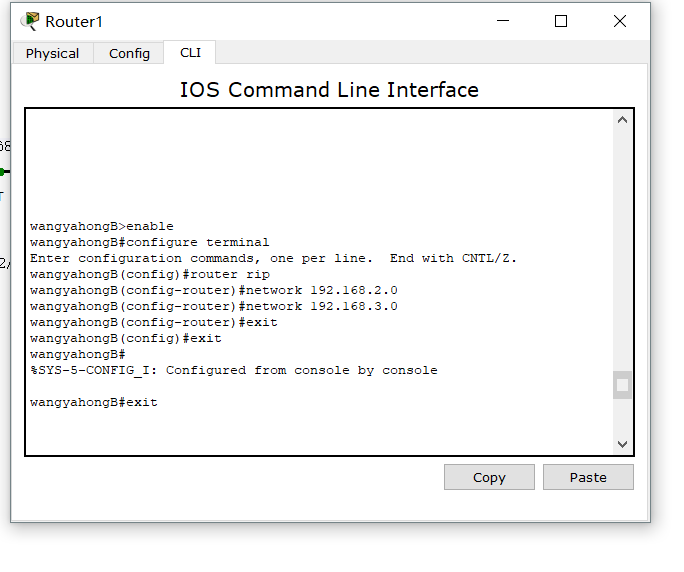 Router1
Physical Config CLI
IOS Command Line Interface
wangyahongB>enable
wangyahongB#configure terminal
Enter configuration commands, one per line.  End with CNTL/Z.
wangyahongB(config)#router rip
wangyahongB(config-router)#network 192.168.2.0
wangyahongB(config-router)#network 192.168.3.0
wangyahongB(config-router)#exit
wangyahongB(config)#exit
wangyahongB#
%SYS-5-CONFIG_I: Configured from console by console
wangyahongB#exit
Copy Paste